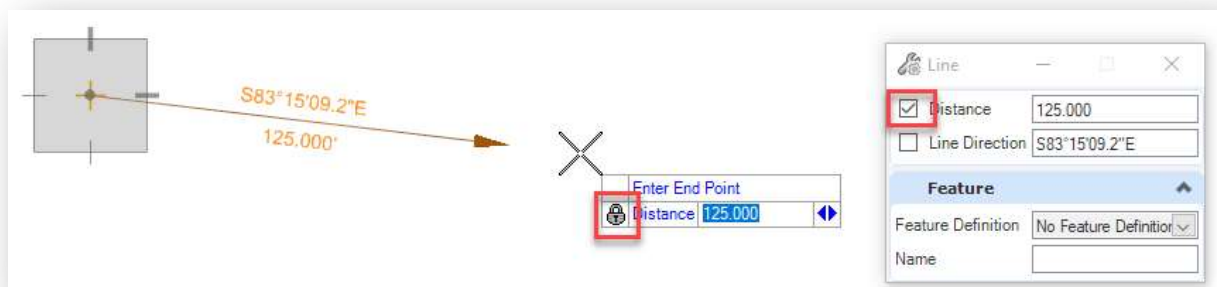 S83°15'09.2"E
125.000'
Enter End Point
Distance 125.000
Line
Distance 125.000
Line Direction S83°15'09.2"E
Feature
Feature Definition No Feature Definition
Name